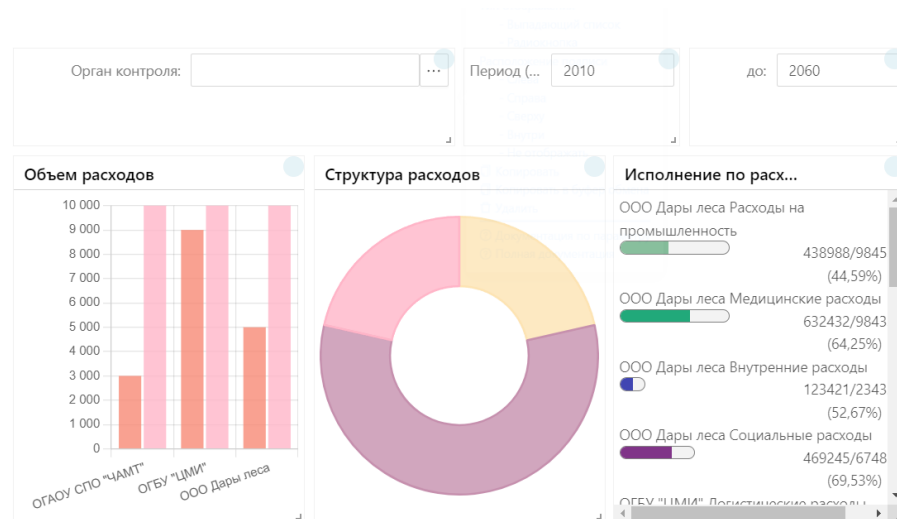 Орган контроля:
...
Период (...
2010
до:
2060
Объем расходов
10 000
9 000
8 000
7 000
6 000
5 000
4 000
3 000
2 000
1 000
0
ОГАОУ СПО "ЧАМТ"
ОГБУ "ЦМИ"
ООО Дары леса
Структура расходов
Исполнение по расх...
ООО Дары леса Расходы на
промышленность
438988/9845
(44,59%)
ООО Дары леса Медицинские расходы
632432/9843
(64,25%)
ООО Дары леса Внутренние расходы
123421/2343
(52,67%)
ООО Дары леса Социальные расходы
469245/6748
(69,53%)
ОГБУ "ЦМИ" Логистические расходы